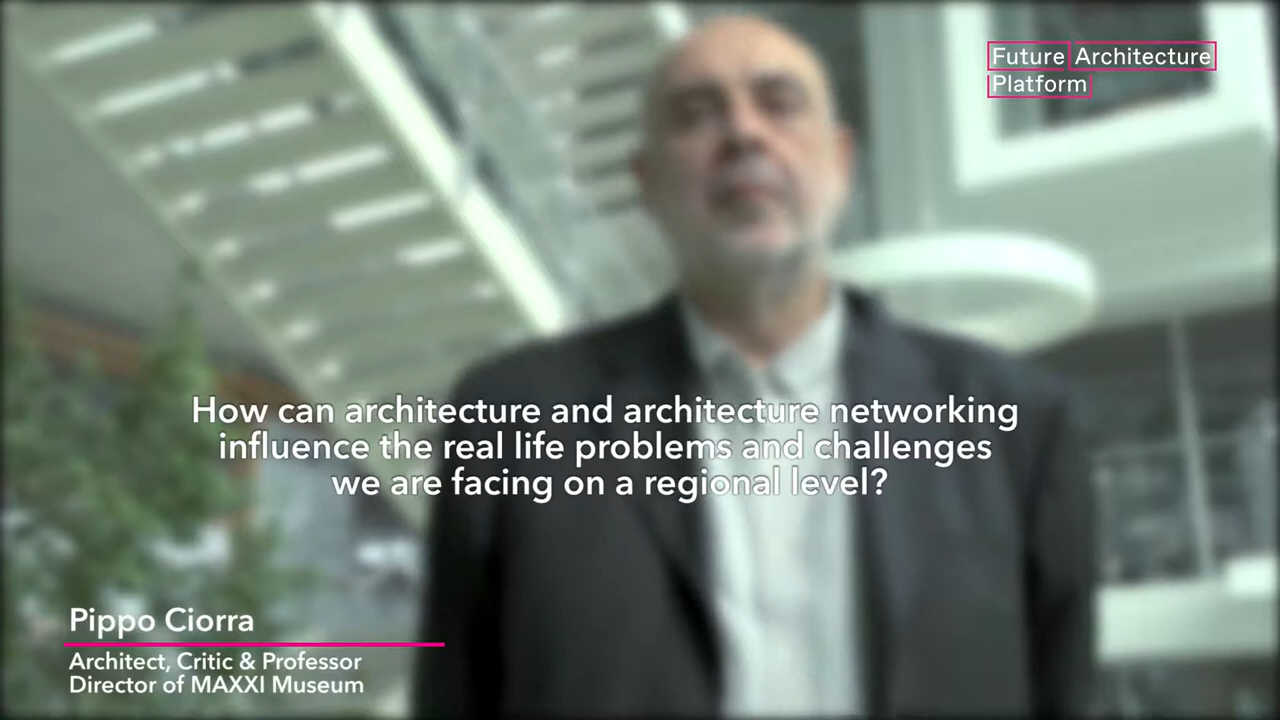 Future Architecture
Platform
How can architecture and architecture networking
influence the real life problems and challenges
we are facing on a regional level?
Pippo Ciorra
Architect, Critic & Professor
Director of MAXXI Museum